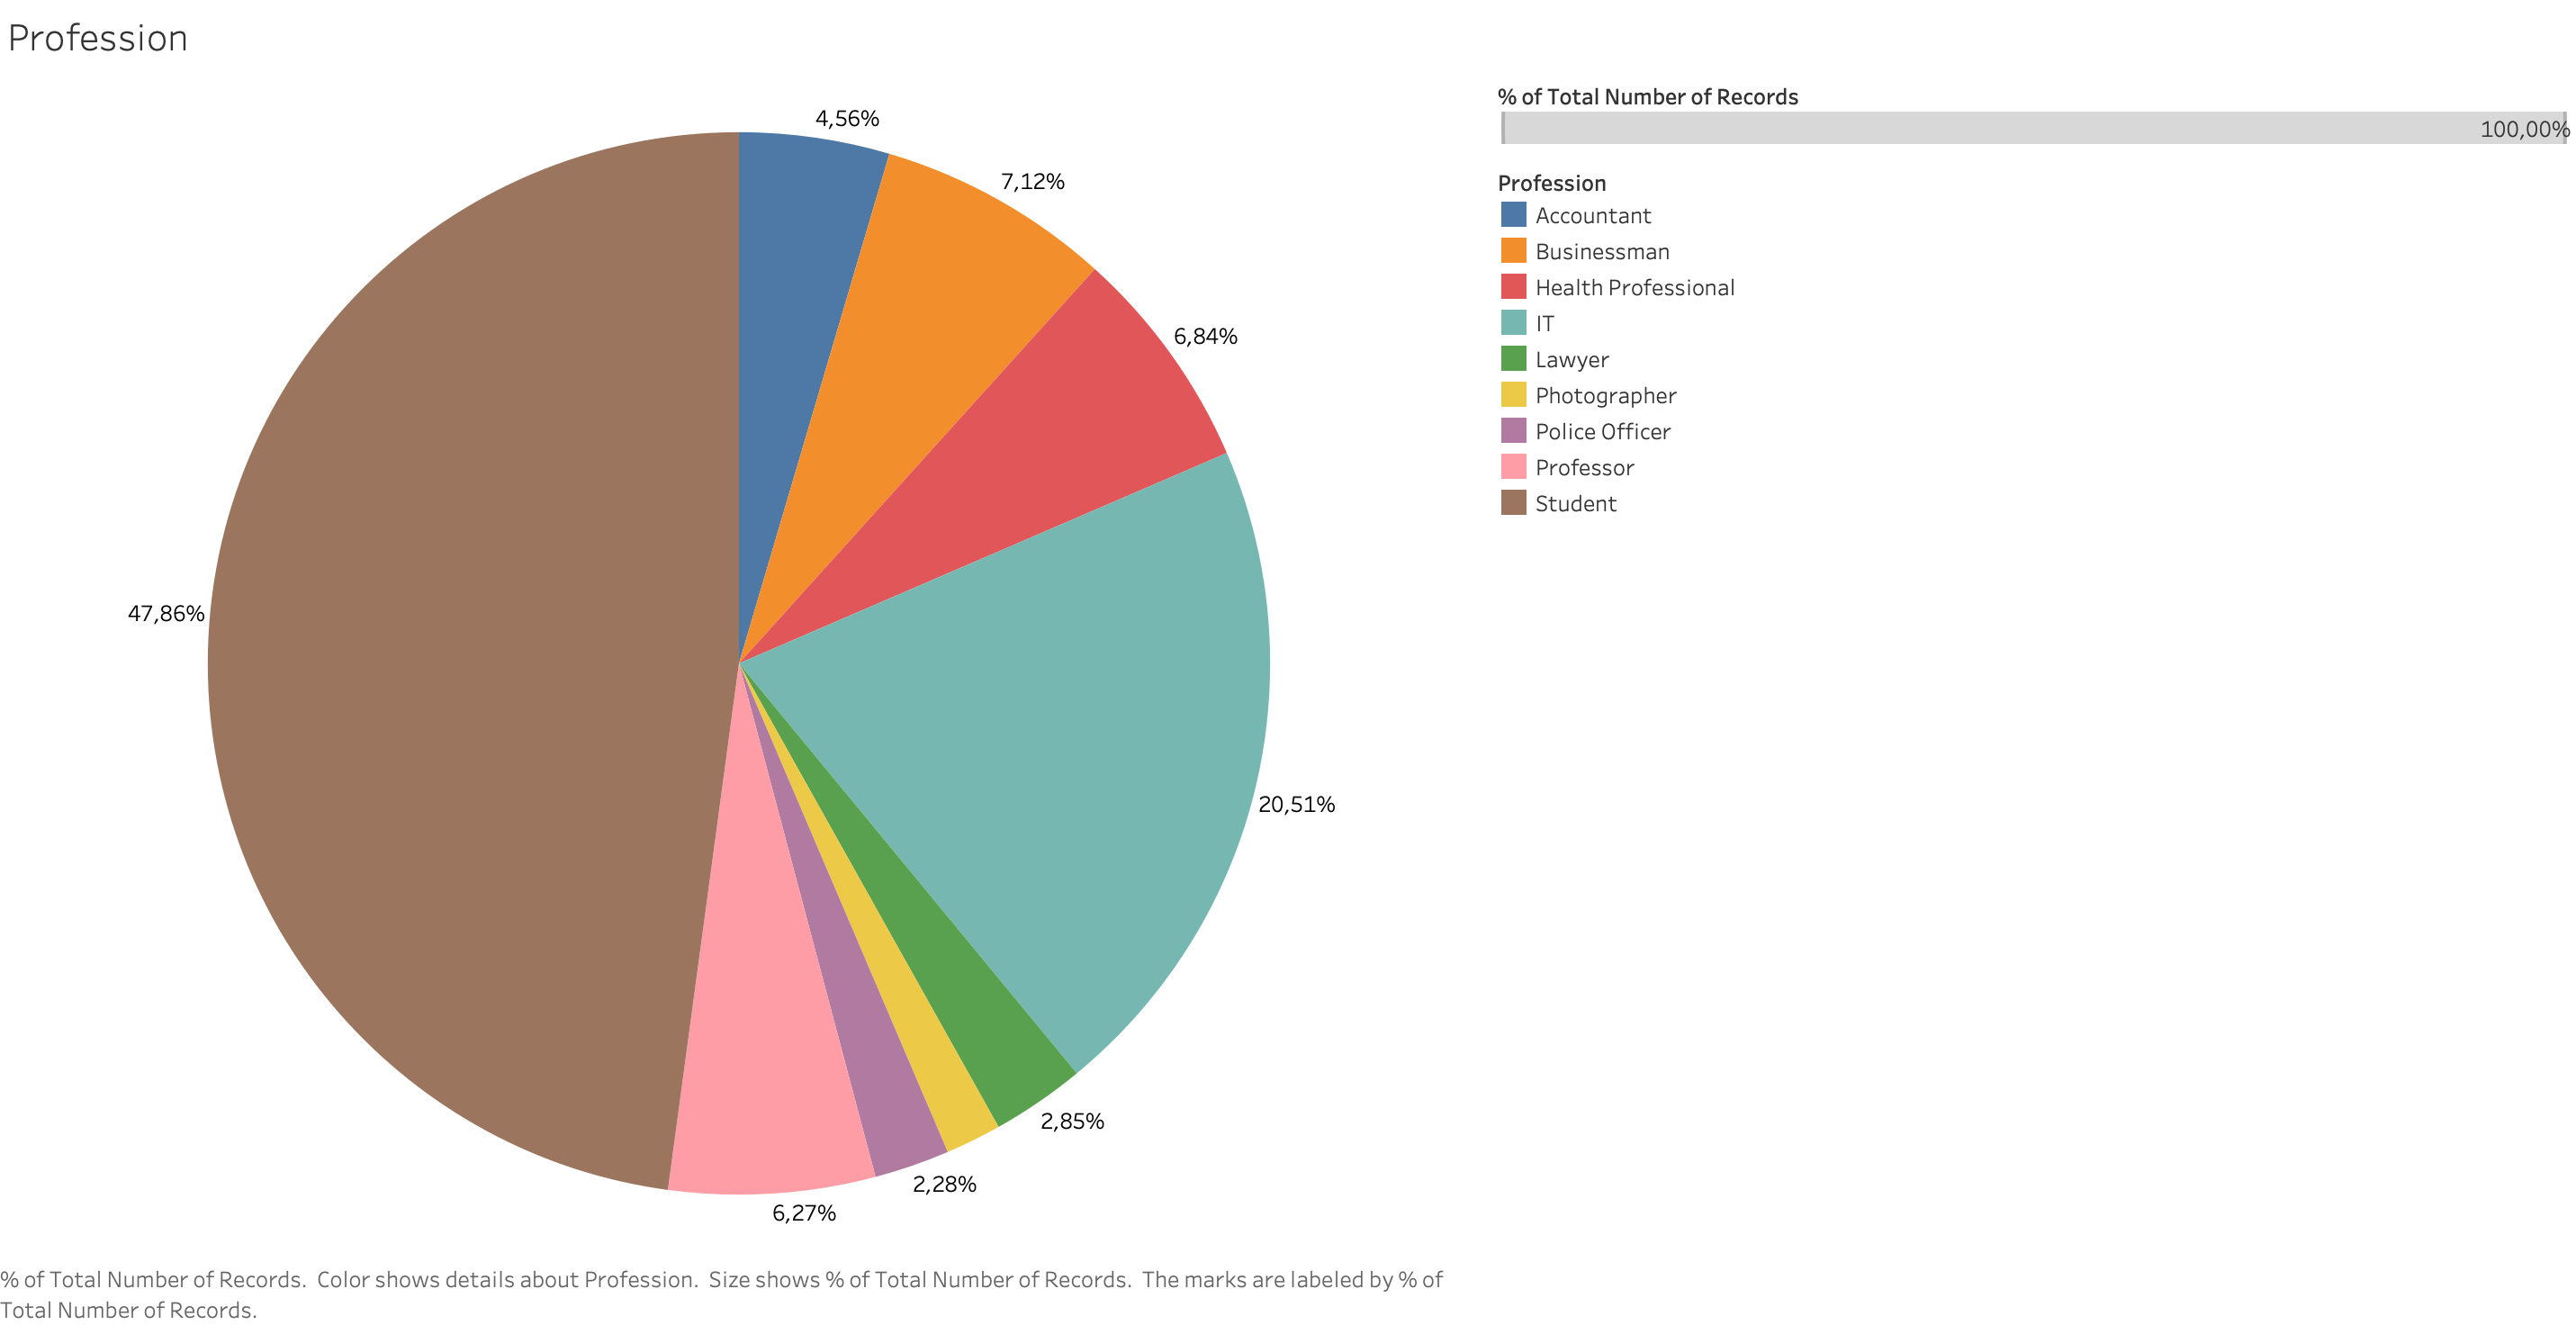 Profession
4,56%
7,12%
6,84%
47,86%
20,51%
2,85%
2,28%
6,27%
% of Total Number of Records
100,00%
Profession
Accountant
Businessman
Health Professional
IT
Lawyer
Photographer
Police Officer
Professor
Student
% of Total Number of Records.  Color shows details about Profession.  Size shows % of Total Number of Records.  The marks are labeled by % of
Total Number of Records.